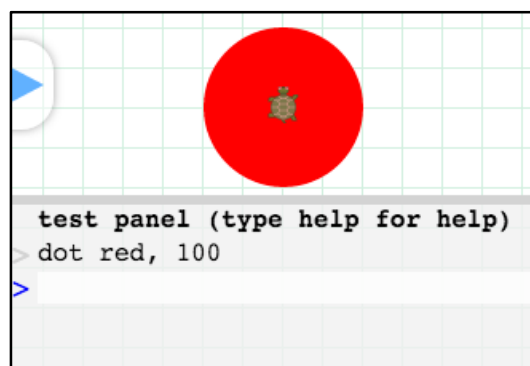 test panel (type help for help)
> dot red, 100
>